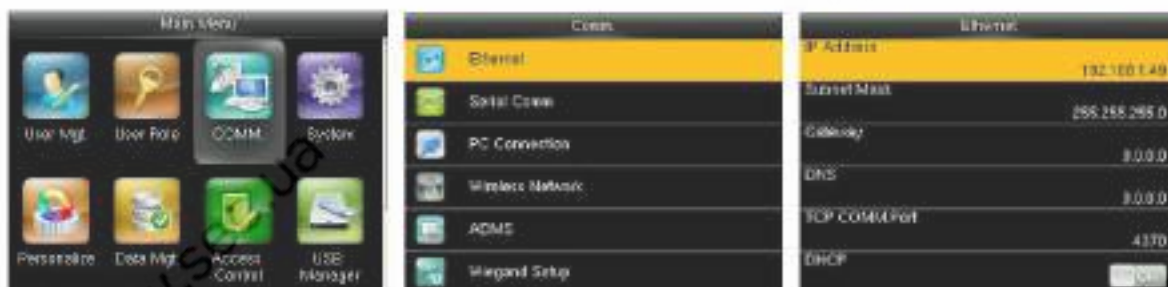 Main Menu
User Mgt.
User Role
COMM.
System
Personalize
Data Mgt
Access Control
USB Manager
Comm.
Ethernet
Serial Comm
PC Connection
Wireless Network
ADMS
Wiegand Setup
Ethernet
IP Address
192.168.1.49
Subnet Mask
255.255.255.0
Gateway
0.0.0.0
DNS
0.0.0.0
TCP COMM.Port
4370
DHCP